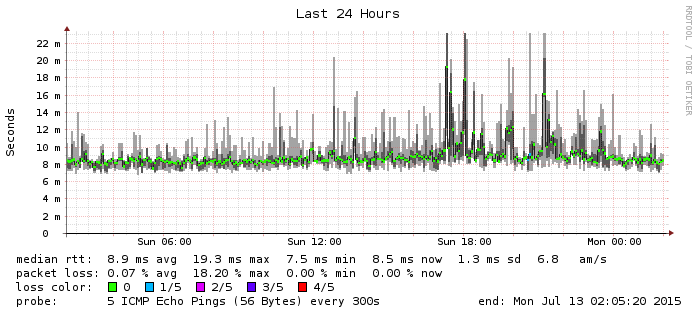 Last 24 Hours
RRDTOOL / TOBI OETIKER
Seconds
22 m
20 m
18 m
16 m
14 m
12 m
10 m
8 m
6 m
4 m
2 m
0
Sun 06:00 Sun 12:00 Sun 18:00 Mon 00:00
median rtt: 8.9 ms avg 19.3 ms max 7.5 ms min 8.5 ms now 1.3 ms sd 6.8 am/s
packet loss: 0.07 % avg 18.20 % max 0.00 % min 0.00 % now
loss color: 0 1/5 2/5 3/5 4/5
probe: 5 ICMP Echo Pings (56 Bytes) every 300s end: Mon Jul 13 02:05:20 2015